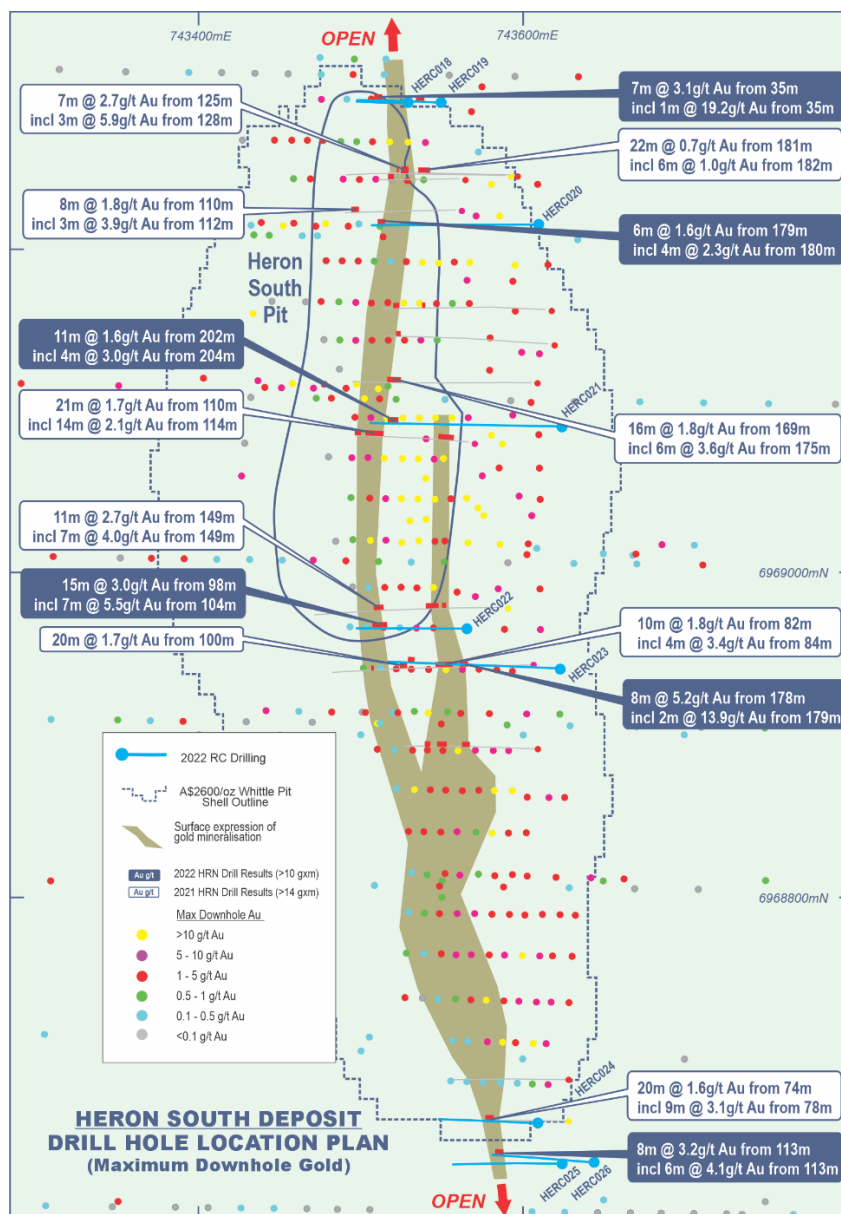 743400mE
743600mE
OPEN
HERC018
HERC019
7m @ 2.7g/t Au from 125m
incl 3m @ 5.9g/t Au from 128m
7m @ 3.1g/t Au from 35m
incl 1m @ 19.2g/t Au from 35m
22m @ 0.7g/t Au from 181m
incl 6m @ 1.0g/t Au from 182m
8m @ 1.8g/t Au from 110m
incl 3m @ 3.9g/t Au from 112m
HERC020
6m @ 1.6g/t Au from 179m
incl 4m @ 2.3g/t Au from 180m
Heron
South
Pit
11m @ 1.6g/t Au from 202m
incl 4m @ 3.0g/t Au from 204m
21m @ 1.7g/t Au from 110m
incl 14m @ 2.1g/t Au from 114m
HERC021
16m @ 1.8g/t Au from 169m
incl 6m @ 3.6g/t Au from 175m
11m @ 2.7g/t Au from 149m
incl 7m @ 4.0g/t Au from 149m
6969000mN
15m @ 3.0g/t Au from 98m
incl 7m @ 5.5g/t Au from 104m
HERC022
20m @ 1.7g/t Au from 100m
10m @ 1.8g/t Au from 82m
incl 4m @ 3.4g/t Au from 84m
HERC023
8m @ 5.2g/t Au from 178m
incl 2m @ 13.9g/t Au from 179m
2022 RC Drilling
A$2600/oz Whittle Pit
Shell Outline
Surface expression of
gold mineralisation
Au g/t
2022 HRN Drill Results (>10 gxm)
Au g/t
2021 HRN Drill Results (>14 gxm)
Max Downhole Au
>10 g/t Au
5 - 10 g/t Au
1 - 5 g/t Au
0.5 - 1 g/t Au
0.1 - 0.5 g/t Au
<0.1 g/t Au
6968800mN
HERC024
20m @ 1.6g/t Au from 74m
incl 9m @ 3.1g/t Au from 78m
HERON SOUTH DEPOSIT
DRILL HOLE LOCATION PLAN
(Maximum Downhole Gold)
8m @ 3.2g/t Au from 113m
incl 6m @ 4.1g/t Au from 113m
HERC025
HERC026
OPEN